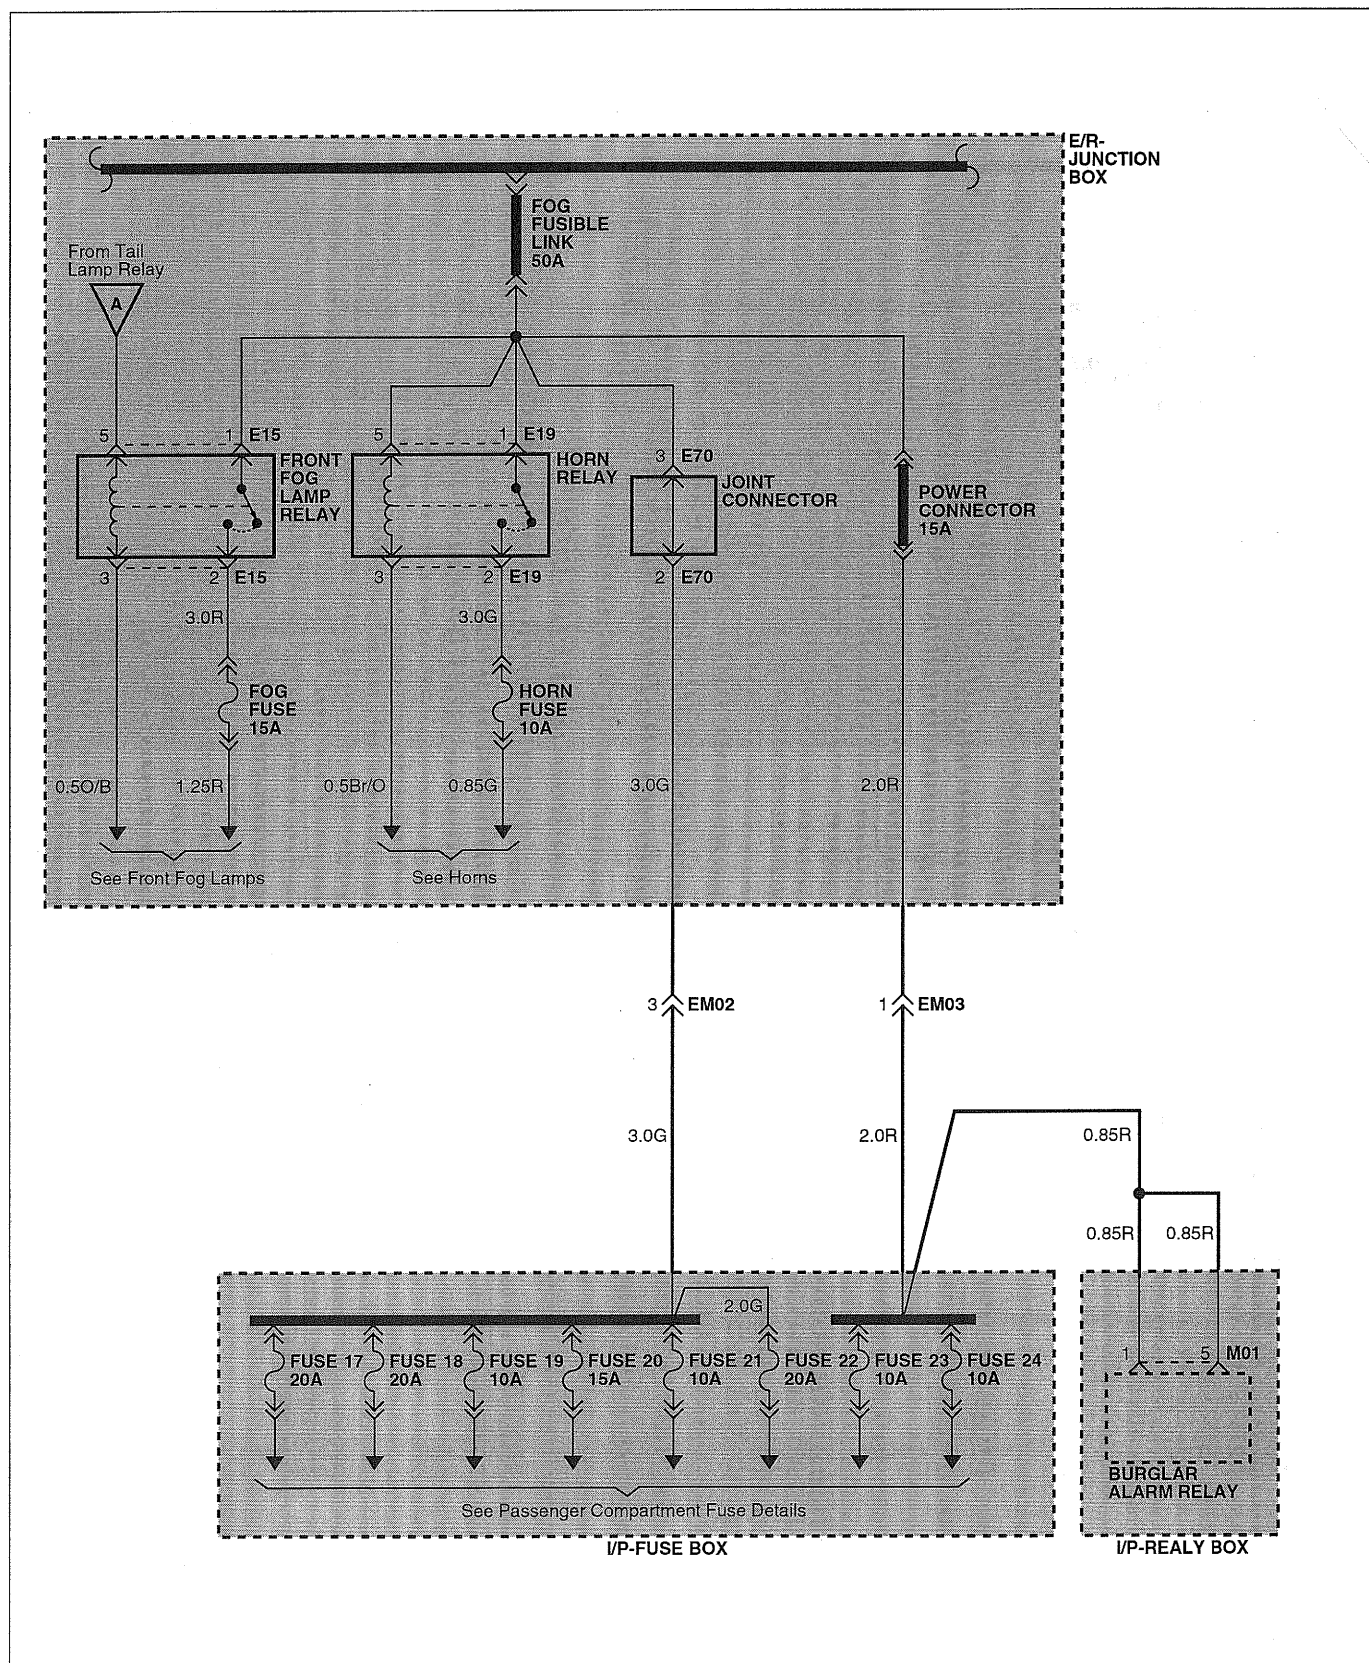 E/R-
JUNCTION
BOX
FOG
FUSIBLE
LINK
50A
From Tail
Lamp Relay
A
5
1 E15
5
1 E19
3 E70
FRONT
FOG
LAMP
RELAY
HORN
RELAY
JOINT
CONNECTOR
POWER
CONNECTOR
15A
3
2 E15
3
2 E19
2 E70
3.0R
3.0G
FOG
FUSE
15A
HORN
FUSE
10A
0.5O/B
1.25R
0.5Br/O
0.85G
3.0G
2.0R
See Front Fog Lamps
See Horns
3 EM02
1 EM03
3.0G
2.0R
0.85R
0.85R
0.85R
2.0G
FUSE 17
20A
FUSE 18
20A
FUSE 19
10A
FUSE 20
15A
FUSE 21
10A
FUSE 22
20A
FUSE 23
10A
FUSE 24
10A
1
5 M01
BURGLAR
ALARM RELAY
See Passenger Compartment Fuse Details
I/P-FUSE BOX
I/P-REALY BOX